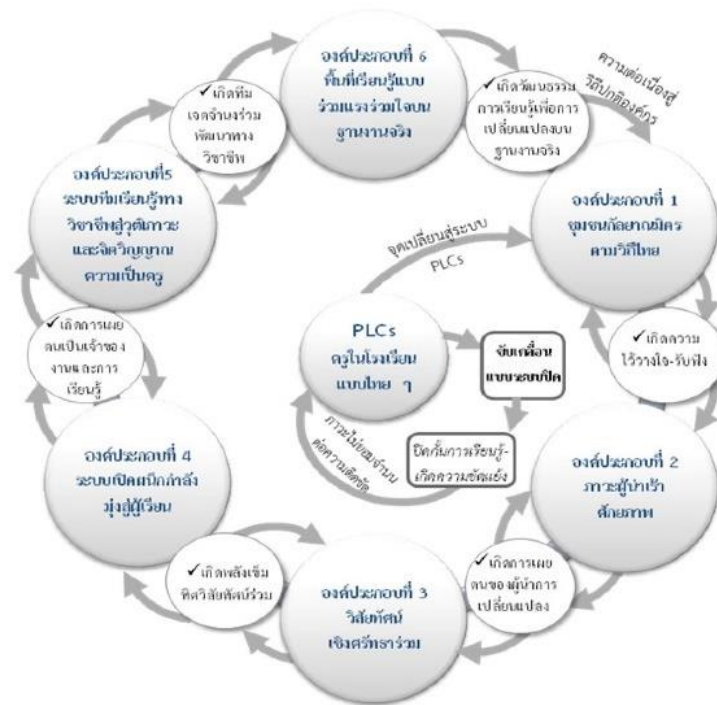 องค์ประกอบที่ 6
พื้นที่เรียนรู้แบบ
ร่วมแรงร่วมใจบน
ฐานงานจริง
✓เกิดวัฒนธรรม
การเรียนรู้เพื่อการ
เปลี่ยนแปลงบน
ฐานงานจริง
ความต่อเนื่องสู่
วิถีปกติองค์กร
องค์ประกอบที่ 1
ชุมชนกัลยาณมิตร
ตามวิถีไทย
✓เกิดความ
ไว้วางใจ-รับฟัง
องค์ประกอบที่ 2
ภาวะผู้นำเร้า
ศักยภาพ
✓เกิดการเผย
ตนของผู้นำการ
เปลี่ยนแปลง
องค์ประกอบที่ 3
วิสัยทัศน์
เชิงศรัทธาร่วม
✓เกิดพลังเข็ม
ทิศวิสัยทัศน์ร่วม
องค์ประกอบที่ 4
ระบบเปิดผนึกกำลัง
มุ่งสู่ผู้เรียน
✓เกิดการเผย
ตนเป็นเจ้าของ
งานและการ
เรียนรู้
องค์ประกอบที่5
ระบบทีมเรียนรู้ทาง
วิชาชีพสู่วุฒิภาวะ
และจิตวิญญาณ
ความเป็นครู
✓เกิดทีม
เจตจำนงร่วม
พัฒนาทาง
วิชาชีพ
จุดเปลี่ยนสู่ระบบ
PLCs
PLCs
ครูในโรงเรียน
แบบไทย ๆ
ขับเคลื่อน
แบบระบบปิด
ปิดกั้นการเรียนรู้-
เกิดความขัดแย้ง
ภาวะไม่ยอมจำนน
ต่อความติดขัด